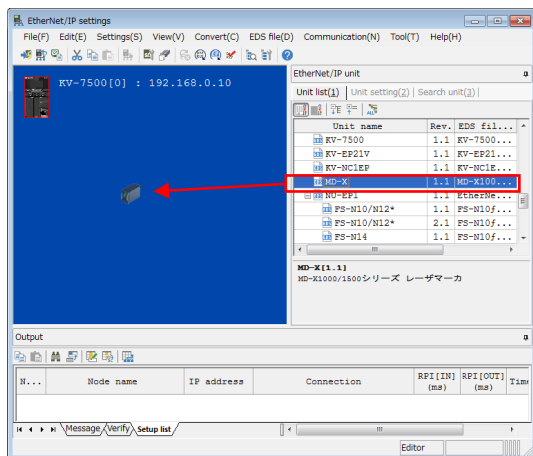 EtherNet/IP settings
File(F) Edit(E) Settings(S) View(V) Convert(C) EDS file(D) Communication(N) Tool(T) Help(H)
KV-7500[0] : 192.168.0.10
EtherNet/IP unit
Unit list(1) Unit setting(2) Search unit(3)
Unit name Rev. EDS fil...
KV-7500 1.1 KV-7500...
KV-EP21V 1.1 KV-EP21...
KV-NC1EP 1.1 KV-NC1E...
MD-X 1.1 MD-X100...
NU-EP1 1.1 EtherNe...
FS-N10/N12* 1.1 FS-N10ƒ...
FS-N10/N12* 2.1 FS-N10ƒ...
FS-N14 1.1 FS-N10ƒ...
MD-X[1.1]
MD-X1000/1500シリーズ レーザマーカ
Output
N... Node name IP address Connection RPI[IN] (ms) RPI[OUT] (ms) Time
Message Verify Setup list
Editor